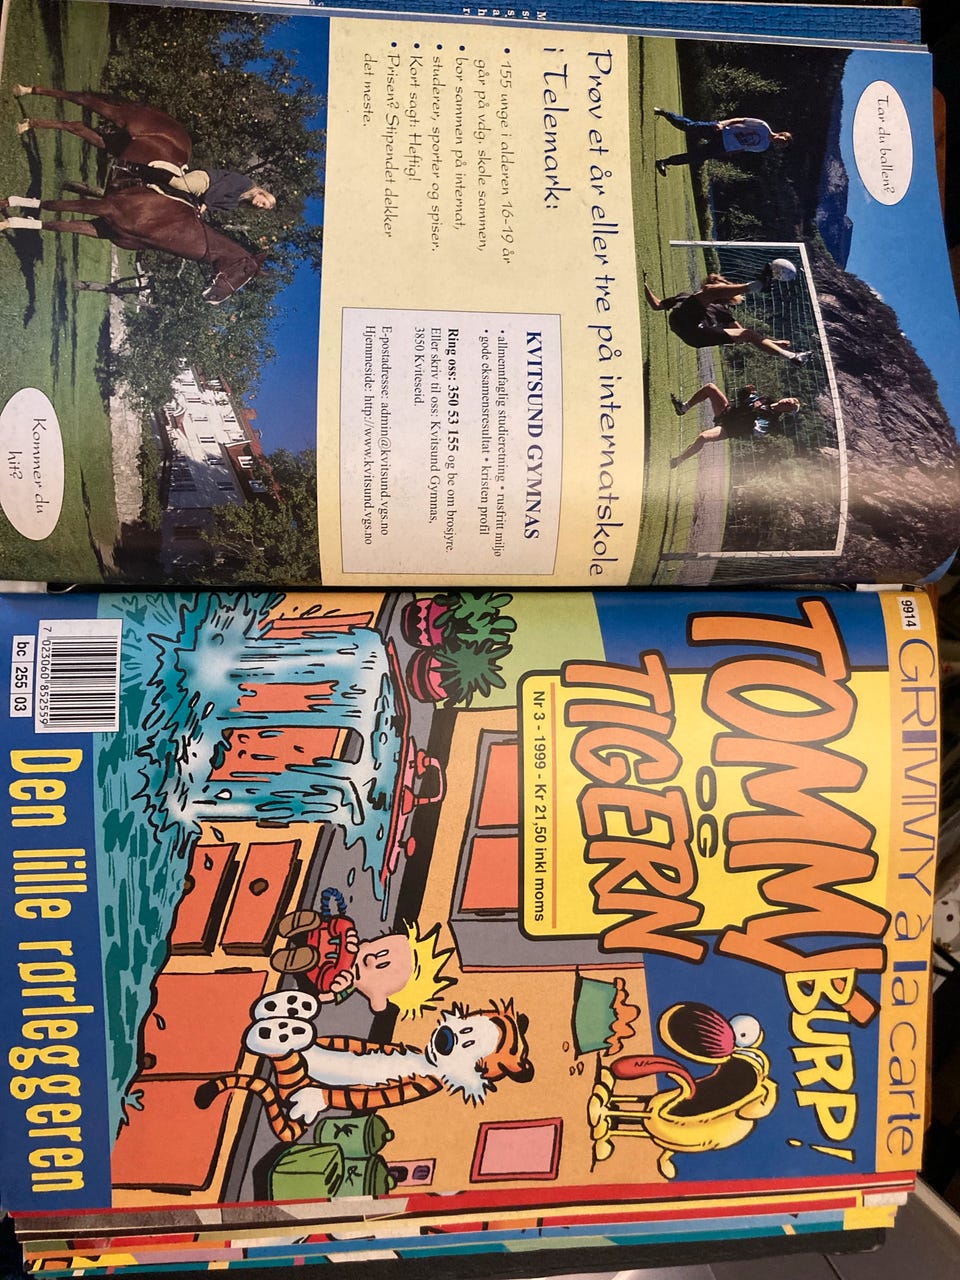 Tar du ballen?
Prøv et år eller tre på internatskole
i Telemark:
• 155 unge i alderen 16-19 år
går på vdg. skole sammen,
• bor sammen på internat,
• studerer, sporter og spiser.
• Kort sagt: Heftig!
• Prisen? Stipendet dekker
det meste.
KVITSUND GYMNAS
• allmennfaglig studieretning • rusfritt miljø
• gode eksamensresultat • kristen profil
Ring oss: 350 53 155 og be om brosjyre.
Eller skriv til oss: Kvitsund Gymnas,
3850 Kviteseid.
E-postadresse: admin@kvitsund.vgs.no
Hjemmeside: http://www.kvitsund.vgs.no
Kommer du
hit?
9914
GRIMMY à la carte
TOMMY
OG
TIGERN
BURP!
Nr 3 - 1999 - Kr 21,50 inkl moms
7 023060 852559
bc 255 03
Den lille rørleggeren